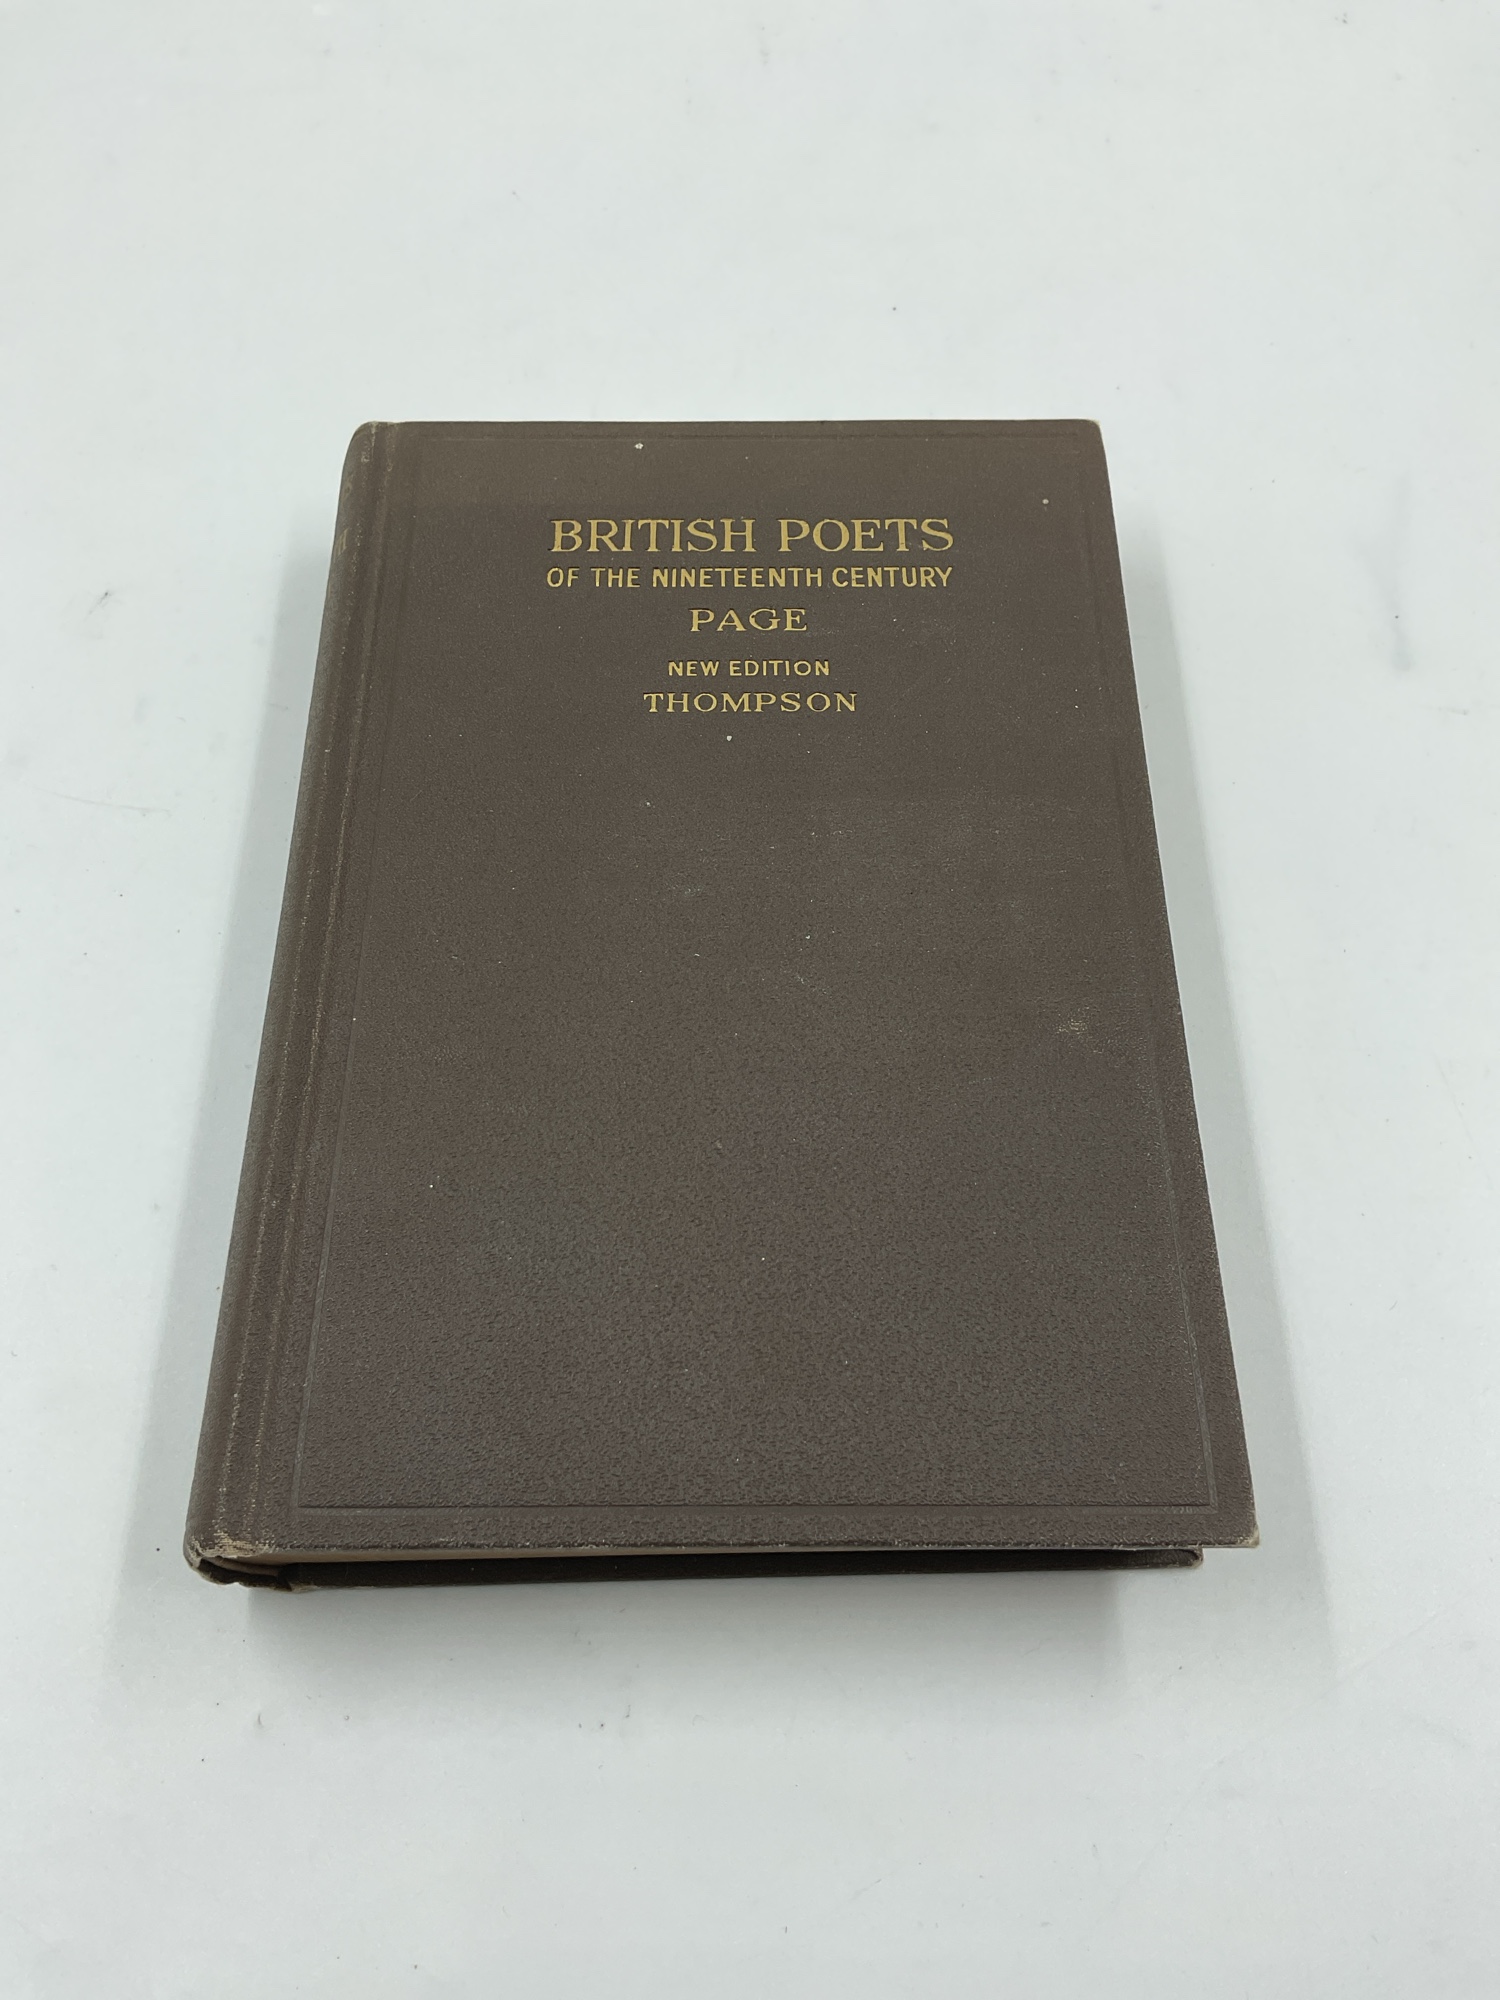 BRITISH POETS
OF THE NINETEENTH CENTURY
PAGE
NEW EDITION
THOMPSON